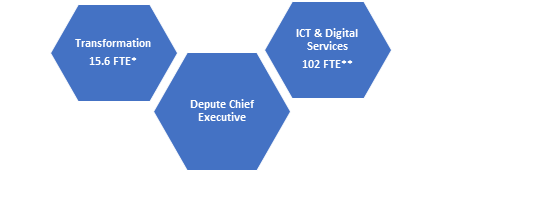 Transformation
15.6 FTE*
ICT & Digital
Services
102 FTE**
Depute Chief
Executive